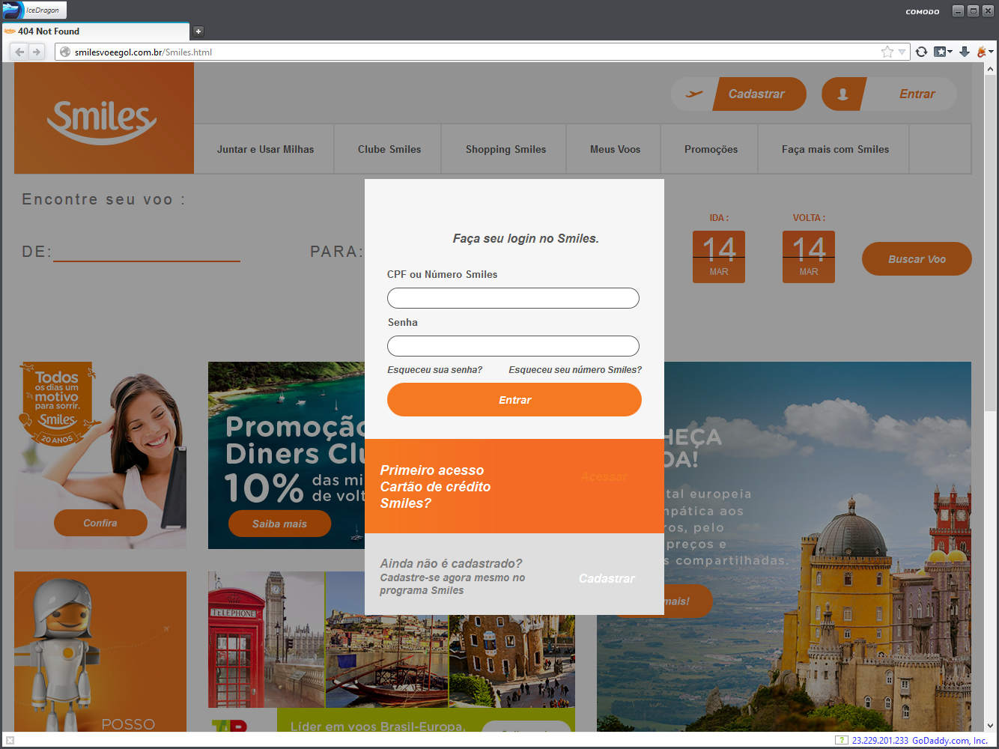 IceDragon
COMODO
404 Not Found
smilesvoeegol.com.br/Smiles.html
Smiles
Cadastrar
Entrar
Juntar e Usar Milhas
Clube Smiles
Shopping Smiles
Meus Voos
Promoções
Faça mais com Smiles
Encontre seu voo :
DE:
PARA:
IDA :
14
MAR
VOLTA :
14
MAR
Buscar Voo
Faça seu login no Smiles.
CPF ou Número Smiles
Senha
Esqueceu sua senha?
Esqueceu seu número Smiles?
Entrar
Primeiro acesso
Cartão de crédito
Smiles?
Acessar
Ainda não é cadastrado?
Cadastre-se agora mesmo no
programa Smiles
Cadastrar
Todos
os dias um
motivo
para sorrir.
Smiles
20 ANOS
Confira
Promoção
Diners Clu
10%
das mi
de volt
Saiba mais
HEÇA
DA!
tal europeia
npática aos
ros, pelo
preços e
s compartilhadas.
mais!
POSSO
TELEPHONE
Líder em voos Brasil-Europa,
23.229.201.233 GoDaddy.com, Inc.